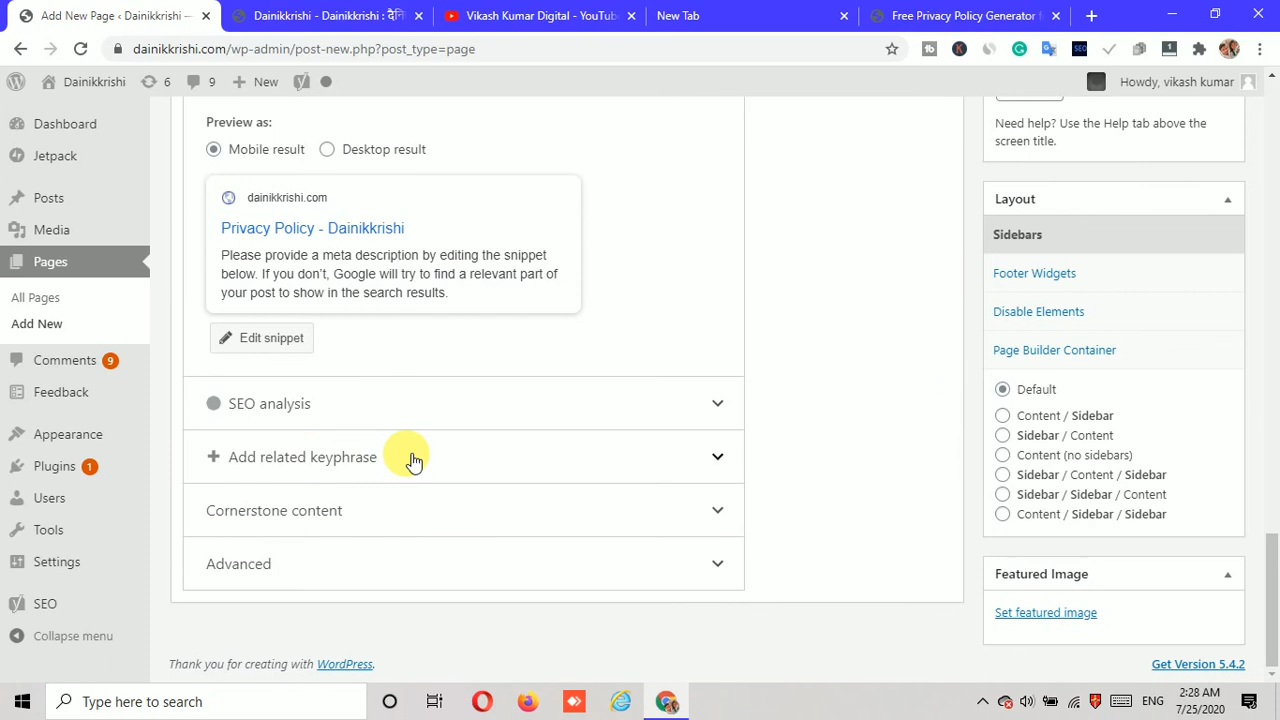 Add New Page < Dainikkrishi —
Dainikkrishi - Dainikkrishi : दैनि
Vikash Kumar Digital - YouTube
New Tab
Free Privacy Policy Generator f
dainikkrishi.com/wp-admin/post-new.php?post_type=page
Dainikkrishi
6
9
New
Howdy, vikash kumar
Dashboard
Jetpack
Posts
Media
Pages
All Pages
Add New
Comments 9
Feedback
Appearance
Plugins 1
Users
Tools
Settings
SEO
Collapse menu
Preview as:
Mobile result
Desktop result
dainikkrishi.com
Privacy Policy - Dainikkrishi
Please provide a meta description by editing the snippet
below. If you don't, Google will try to find a relevant part of
your post to show in the search results.
Edit snippet
SEO analysis
Add related keyphrase
Cornerstone content
Advanced
Need help? Use the Help tab above the
screen title.
Layout
Sidebars
Footer Widgets
Disable Elements
Page Builder Container
Default
Content / Sidebar
Sidebar / Content
Content (no sidebars)
Sidebar / Content / Sidebar
Sidebar / Sidebar / Content
Content / Sidebar / Sidebar
Featured Image
Set featured image
Thank you for creating with WordPress.
Get Version 5.4.2
Type here to search
ENG
2:28 AM
7/25/2020